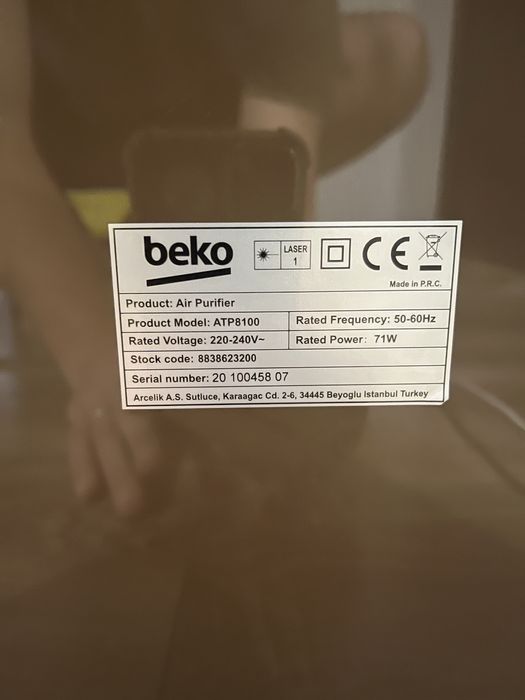 beko LASER 1 CE
Made in P.R.C.
Product: Air Purifier
Product Model: ATP8100 Rated Frequency: 50-60Hz
Rated Voltage: 220-240V~ Rated Power: 71W
Stock code: 8838623200
Serial number: 20 100458 07
Arcelik A.S. Sutluce, Karaagac Cd. 2-6, 34445 Beyoglu Istanbul Turkey